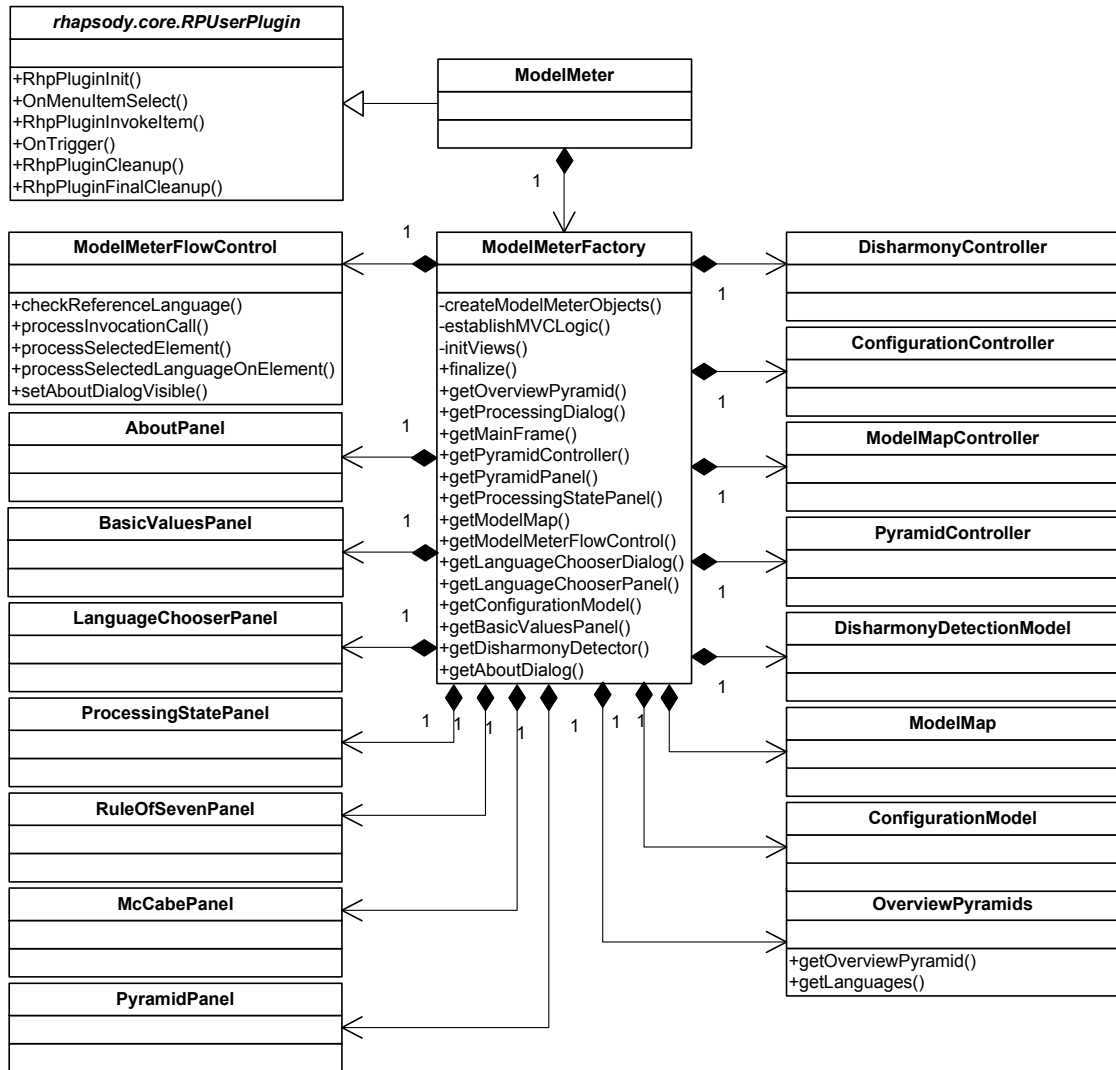 rhapsody.core.RPUserPlugin
+RhpPluginInit()
+OnMenuItemSelect()
+RhpPluginInvokeItem()
+OnTrigger()
+RhpPluginCleanup()
+RhpPluginFinalCleanup()
ModelMeter
1
ModelMeterFlowControl
+checkReferenceLanguage()
+processInvocationCall()
+processSelectedElement()
+processSelectedLanguageOnElement()
+setAboutDialogVisible()
AboutPanel
BasicValuesPanel
LanguageChooserPanel
ProcessingStatePanel
RuleOfSevenPanel
McCabePanel
PyramidPanel
1
1
1
1
ModelMeterFactory
-createModelMeterObjects()
-establishMVCLogic()
-initViews()
+finalize()
+getOverviewPyramid()
+getProcessingDialog()
+getMainFrame()
+getPyramidController()
+getPyramidPanel()
+getProcessingStatePanel()
+getModelMap()
+getModelMeterFlowControl()
+getLanguageChooserDialog()
+getLanguageChooserPanel()
+getConfigurationModel()
+getBasicValuesPanel()
+getDisharmonyDetector()
+getAboutDialog()
1
1
1
1
1
1
1
1
1
1
1
1
DisharmonyController
ConfigurationController
ModelMapController
PyramidController
DisharmonyDetectionModel
ModelMap
ConfigurationModel
OverviewPyramids
+getOverviewPyramid()
+getLanguages()